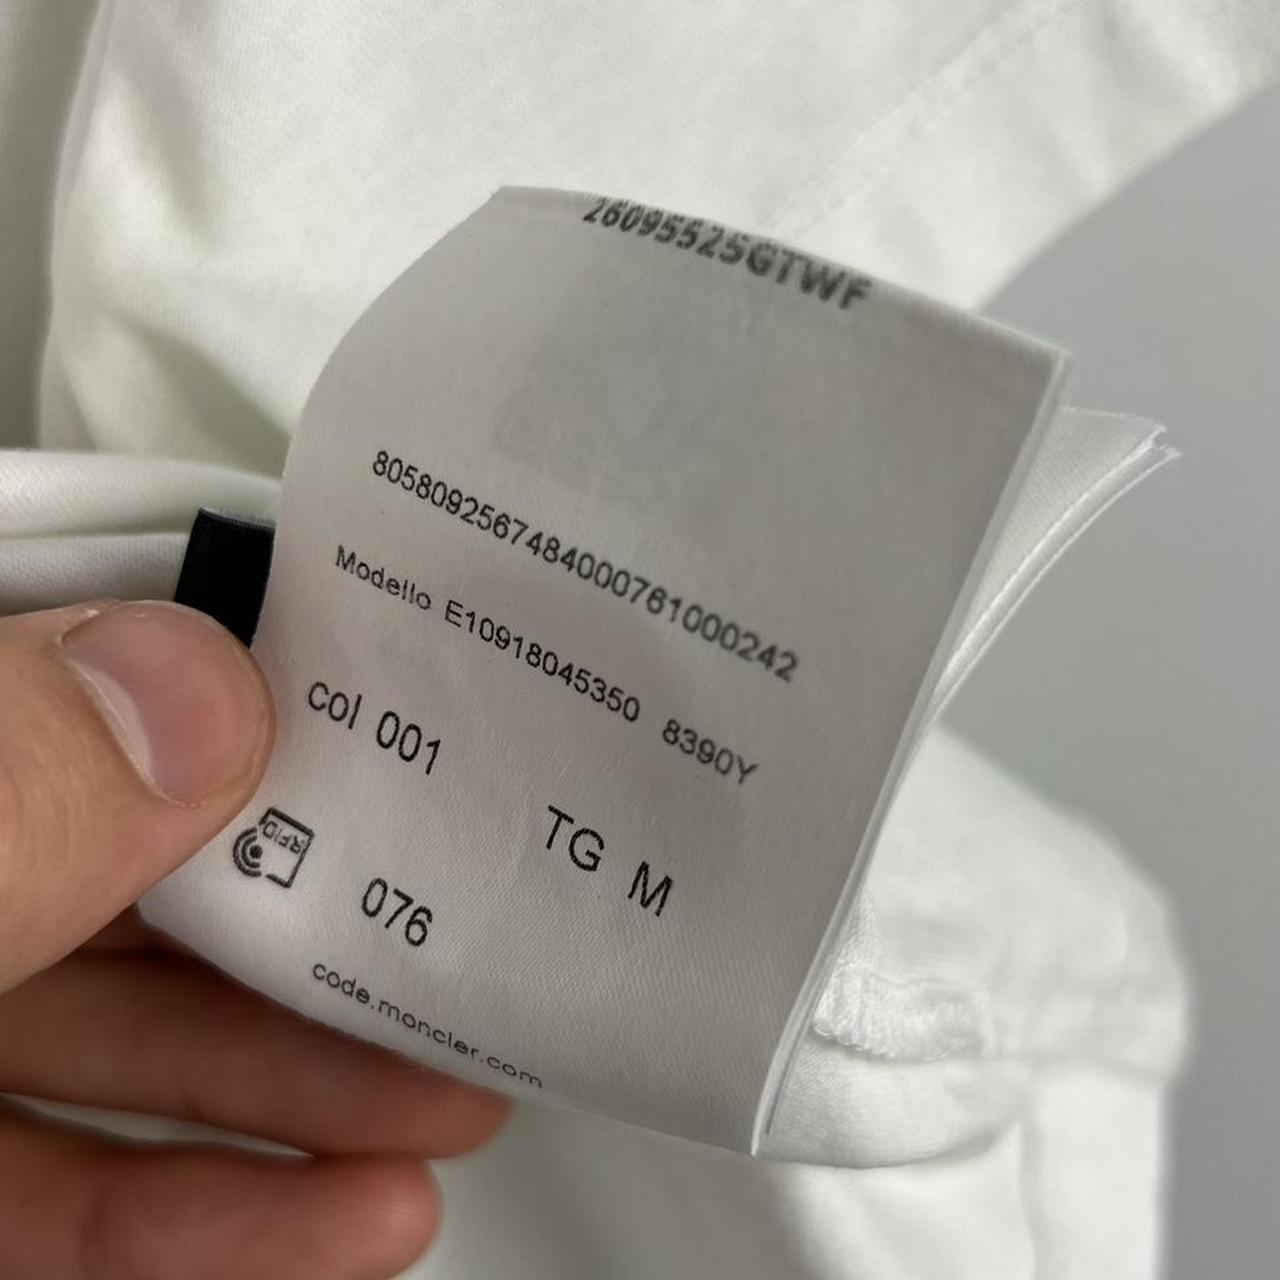 26095525GTWF
8058092567484000761000242
Modello E10918045350 8390Y
col 001
TG M
RFID
076
code.moncler.com